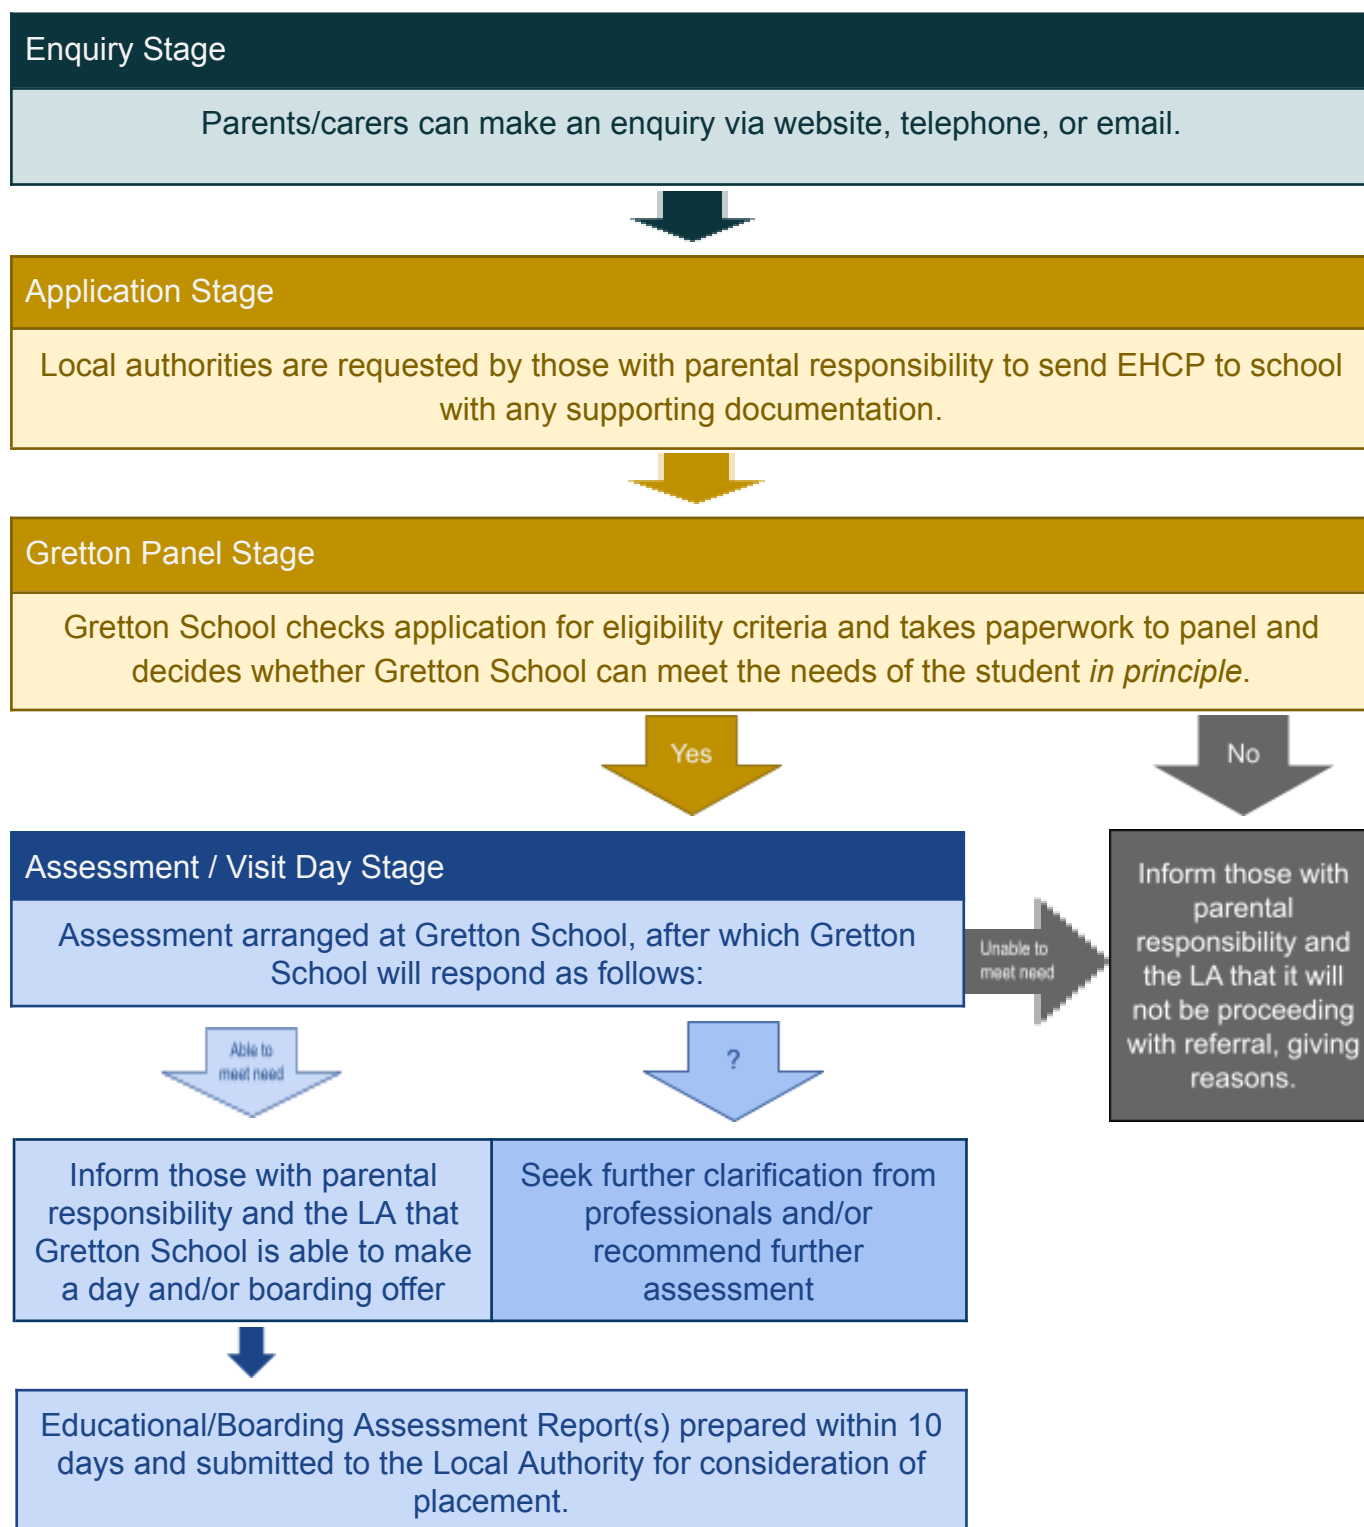 Enquiry Stage
Parents/carers can make an enquiry via website, telephone, or email.
Application Stage
Local authorities are requested by those with parental responsibility to send EHCP to school
with any supporting documentation.
Gretton Panel Stage
Gretton School checks application for eligibility criteria and takes paperwork to panel and
decides whether Gretton School can meet the needs of the student in principle.
Yes
No
Assessment / Visit Day Stage
Assessment arranged at Gretton School, after which Gretton
School will respond as follows:
Unable to
meet need
Inform those with
parental
responsibility and
the LA that it will
not be proceeding
with referral, giving
reasons.
Able to
meet need
?
Inform those with parental
responsibility and the LA that
Gretton School is able to make
a day and/or boarding offer
Seek further clarification from
professionals and/or
recommend further
assessment
Educational/Boarding Assessment Report(s) prepared within 10
days and submitted to the Local Authority for consideration of
placement.